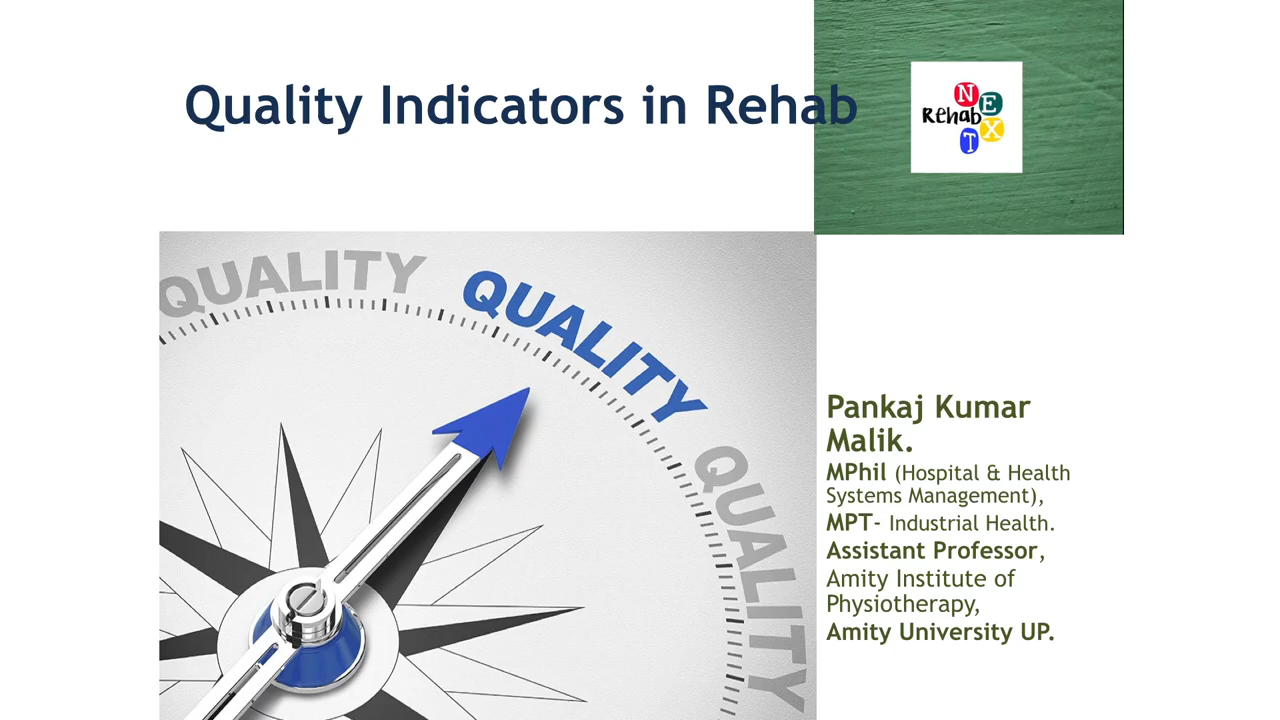 Quality Indicators in Rehab
Rehab
N
E
X
T
QUALITY
QUALITY
QUALITY
Pankaj Kumar
Malik.
MPhil (Hospital & Health
Systems Management),
MPT- Industrial Health.
Assistant Professor,
Amity Institute of
Physiotherapy,
Amity University UP.